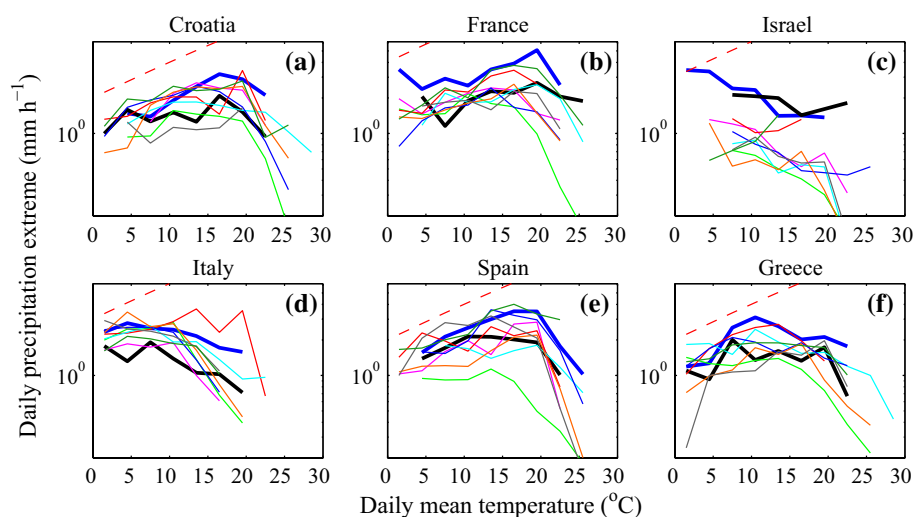 Croatia
France
Israel
(a)
(b)
(c)
10⁰
10⁰
10⁰
0 5 10 15 20 25 30
0 5 10 15 20 25 30
0 5 10 15 20 25 30
Italy
Spain
Greece
(d)
(e)
(f)
10⁰
10⁰
10⁰
0 5 10 15 20 25 30
0 5 10 15 20 25 30
0 5 10 15 20 25 30
Daily precipitation extreme (mm h⁻¹)
Daily mean temperature (°C)